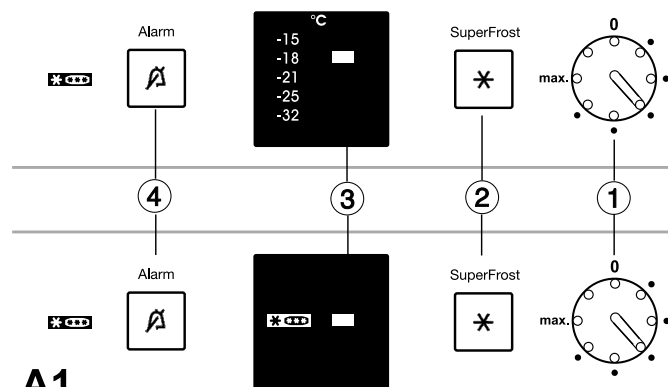 Alarm °C SuperFrost 0
-15
-18
-21
-25
-32
max.
4 3 2 1
Alarm SuperFrost 0
max.
A1